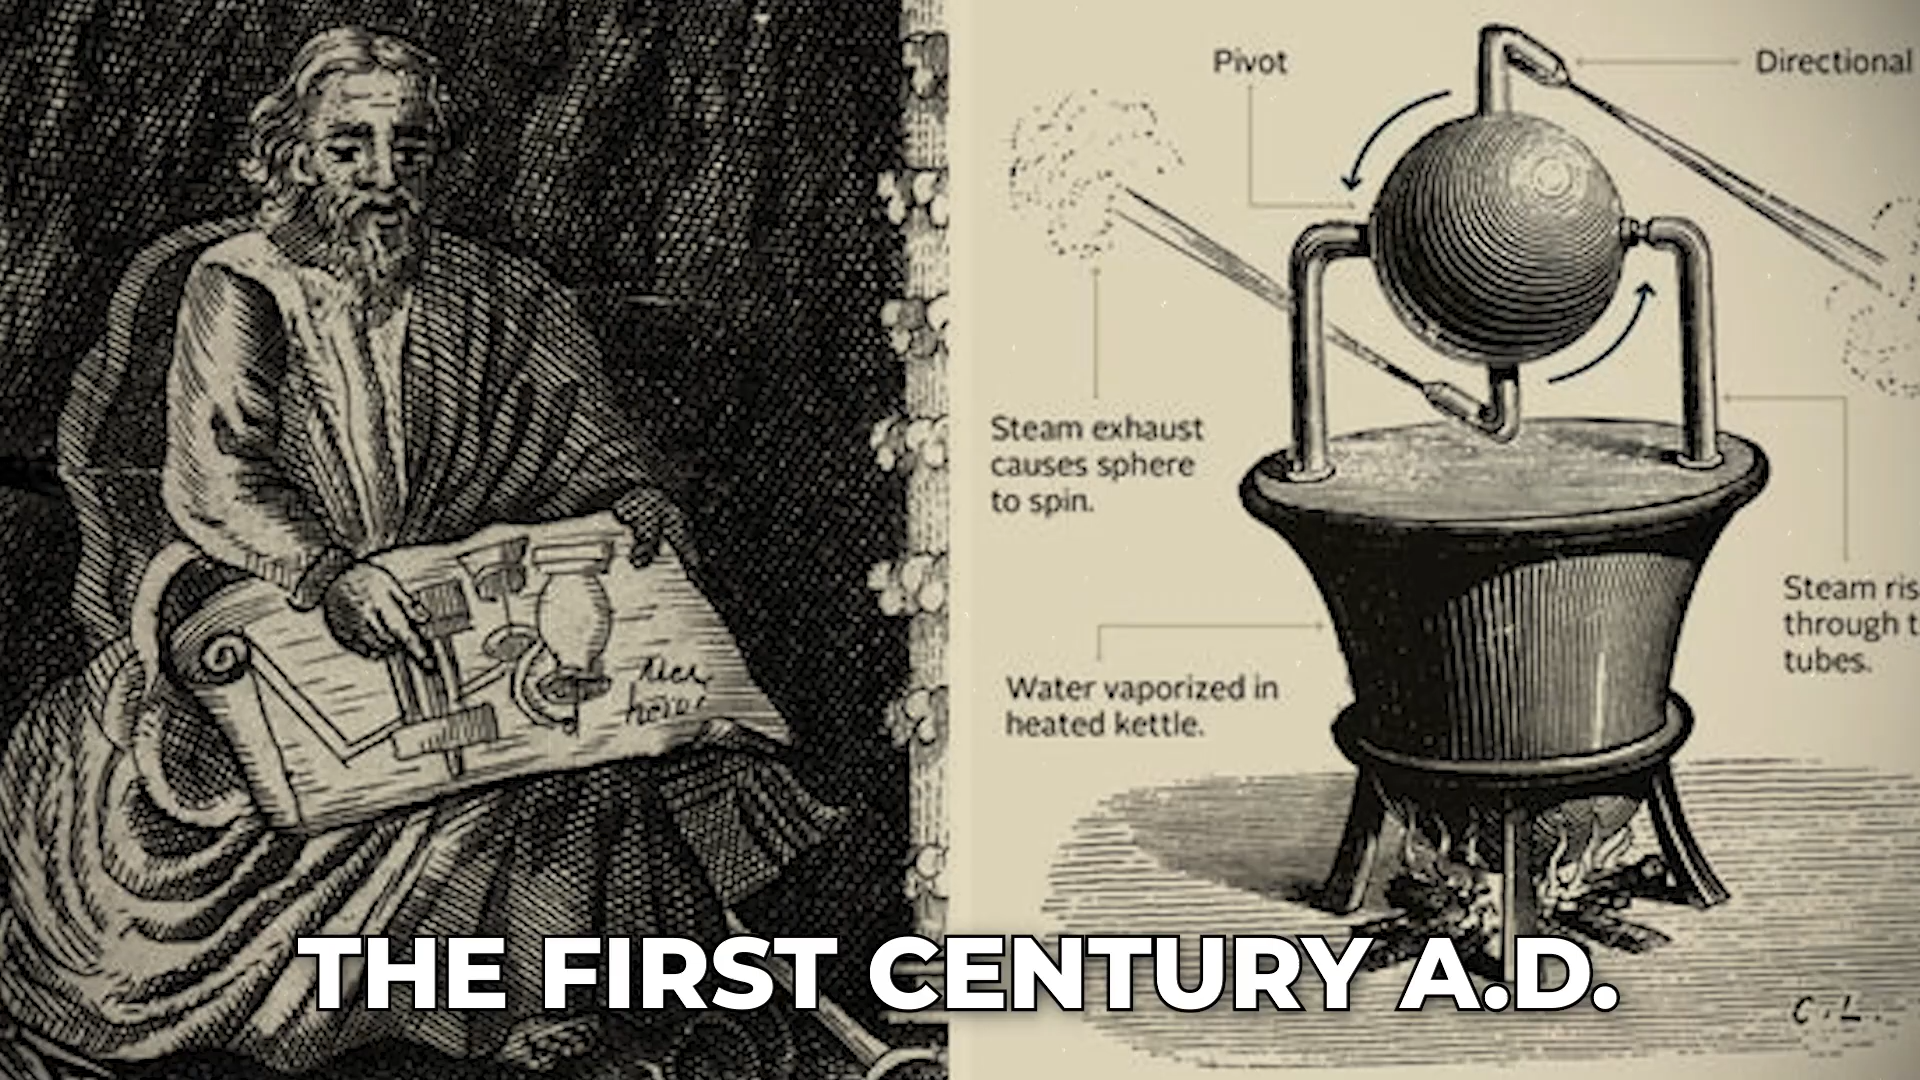 Pivot
Directional
Steam exhaust
causes sphere
to spin.
Steam ris
through t
tubes.
Water vaporized in
heated kettle.
THE FIRST CENTURY A.D.
C.L.